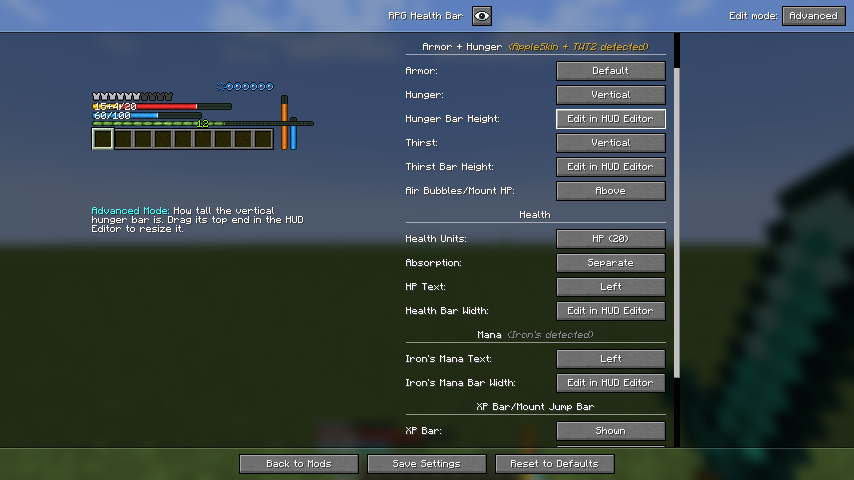 RPG Health Bar
Edit mode: Advanced
Armor + Hunger (AppleSkin + TWT2 detected)
Armor: Default
Hunger: Vertical
Hunger Bar Height: Edit in HUD Editor
Thirst: Vertical
Thirst Bar Height: Edit in HUD Editor
Air Bubbles/Mount HP: Above
Health
Health Units: HP (20)
Absorption: Separate
HP Text: Left
Health Bar Width: Edit in HUD Editor
Mana (Iron's detected)
Iron's Mana Text: Left
Iron's Mana Bar Width: Edit in HUD Editor
XP Bar/Mount Jump Bar
XP Bar: Shown
15+4/20
60/100
12
Advanced Mode: How tall the vertical
hunger bar is. Drag its top end in the HUD
Editor to resize it.
Back to Mods
Save Settings
Reset to Defaults